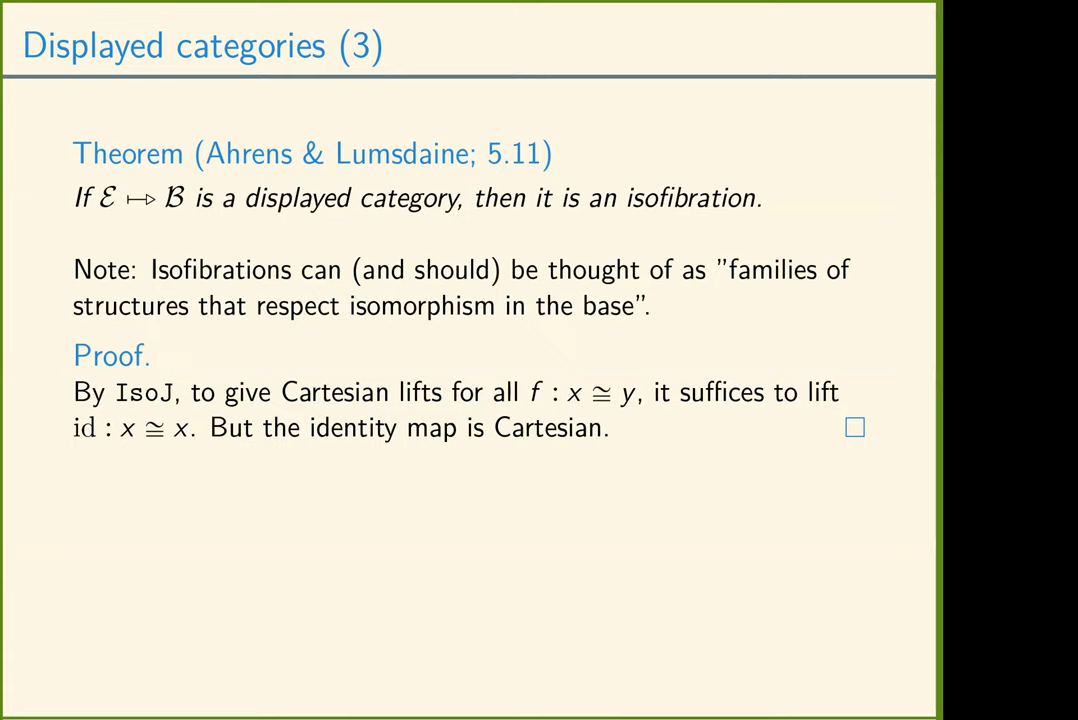 Displayed categories (3)
Theorem (Ahrens & Lumsdaine; 5.11)
If ℰ ⇰ ℬ is a displayed category, then it is an isofibration.
Note: Isofibrations can (and should) be thought of as ”families of
structures that respect isomorphism in the base”.
Proof.
By IsoJ, to give Cartesian lifts for all f : x ≅ y, it suffices to lift
id : x ≅ x. But the identity map is Cartesian. □